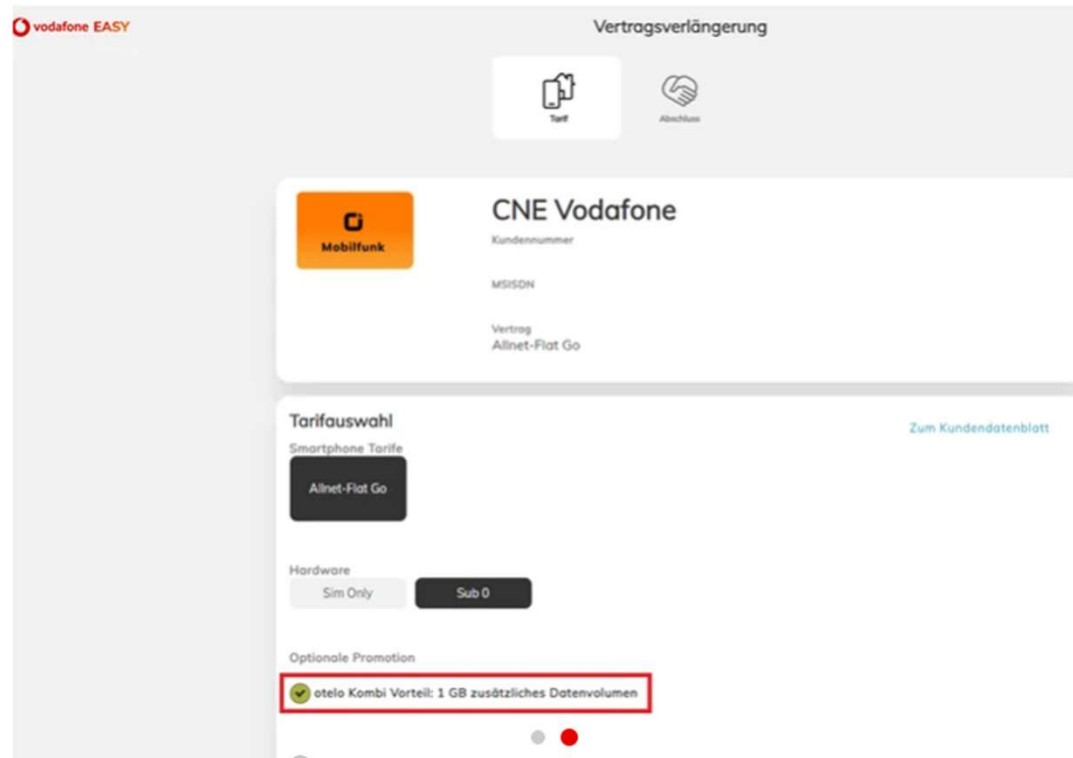 vodafone EASY
Vertragsverlängerung
Tarif
Abschluss
Mobilfunk
CNE Vodafone
Kundennummer
MSISDN
Vertrag
Allnet-Flat Go
Tarifauswahl
Zum Kundendatenblatt
Smartphone Tarife
Allnet-Flat Go
Hardware
Sim Only
Sub 0
Optionale Promotion
otelo Kombi Vorteil: 1 GB zusätzliches Datenvolumen